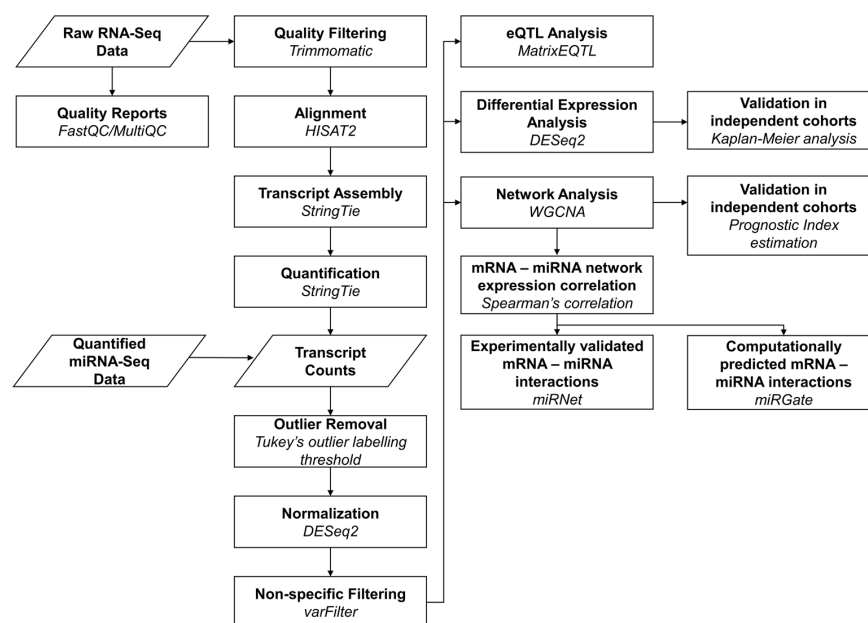 Raw RNA-Seq
Data
Quality Reports
FastQC/MultiQC
Quality Filtering
Trimmomatic
Alignment
HISAT2
Transcript Assembly
StringTie
Quantification
StringTie
Quantified
miRNA-Seq
Data
Transcript
Counts
Outlier Removal
Tukey's outlier labelling
threshold
Normalization
DESeq2
Non-specific Filtering
varFilter
eQTL Analysis
MatrixEQTL
Differential Expression
Analysis
DESeq2
Validation in
independent cohorts
Kaplan-Meier analysis
Network Analysis
WGCNA
Validation in
independent cohorts
Prognostic Index
estimation
mRNA – miRNA network
expression correlation
Spearman's correlation
Experimentally validated
mRNA – miRNA
interactions
miRNet
Computationally
predicted mRNA –
miRNA interactions
miRGate